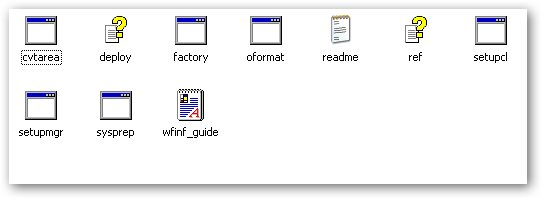 cvtarea deploy factory oformat readme ref setupcl
setupmgr sysprep wfinf_guide